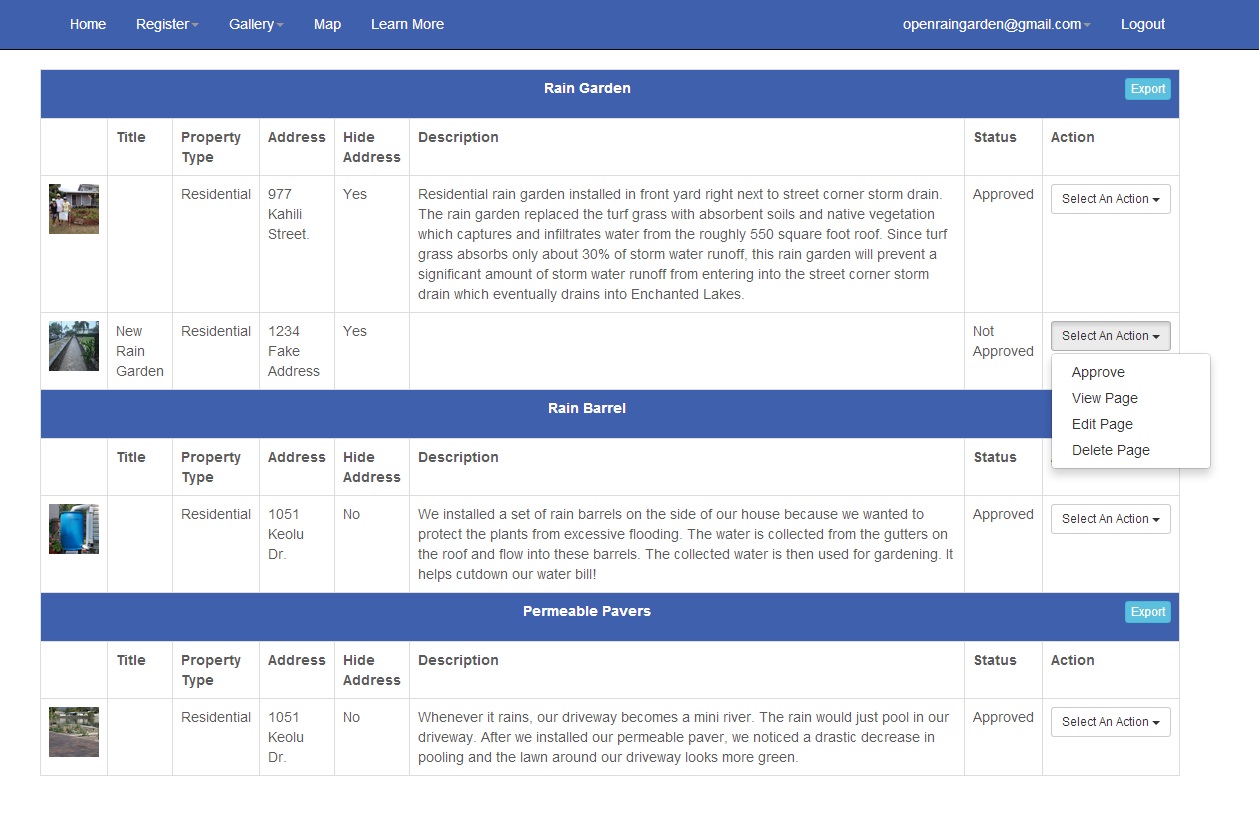 Home Register Gallery Map Learn More openraingarden@gmail.com Logout
Rain Garden Export
Title Property Address Hide Description Status Action
Type Address
Residential 977 Yes Residential rain garden installed in front yard right next to street corner storm drain. Approved Select An Action
Kahili The rain garden replaced the turf grass with absorbent soils and native vegetation
Street. which captures and infiltrates water from the roughly 550 square foot roof. Since turf
grass absorbs only about 30% of storm water runoff, this rain garden will prevent a
significant amount of storm water runoff from entering into the street corner storm
drain which eventually drains into Enchanted Lakes.
New Residential 1234 Yes Not Select An Action
Rain Fake Approved
Garden Address
Approve
View Page
Edit Page
Delete Page
Rain Barrel
Title Property Address Hide Description Status
Type Address
Residential 1051 No We installed a set of rain barrels on the side of our house because we wanted to Approved Select An Action
Keolu protect the plants from excessive flooding. The water is collected from the gutters on
Dr. the roof and flow into these barrels. The collected water is then used for gardening. It
helps cutdown our water bill!
Permeable Pavers Export
Title Property Address Hide Description Status Action
Type Address
Residential 1051 No Whenever it rains, our driveway becomes a mini river. The rain would just pool in our Approved Select An Action
Keolu driveway. After we installed our permeable paver, we noticed a drastic decrease in
Dr. pooling and the lawn around our driveway looks more green.